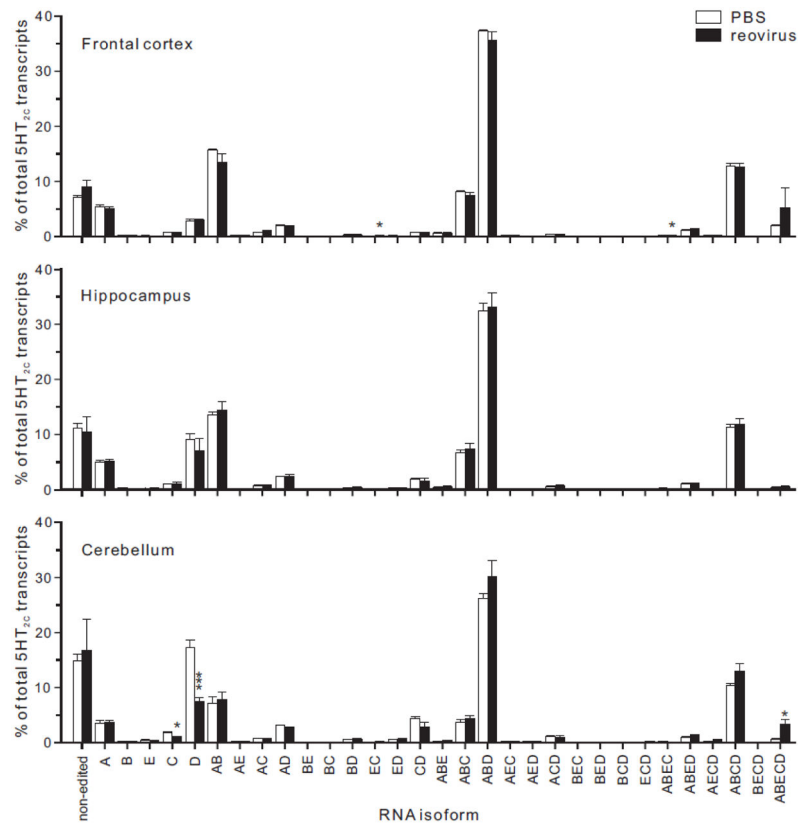 PBS
reovirus
Frontal cortex
% of total 5HT2C transcripts
40
30
20
10
0
*
*
Hippocampus
% of total 5HT2C transcripts
40
30
20
10
0
Cerebellum
% of total 5HT2C transcripts
40
30
20
10
0
*
***
*
non-edited
A
B
E
C
D
AB
AE
AC
AD
BE
BC
BD
EC
ED
CD
ABE
ABC
ABD
AEC
AED
ACD
BEC
BED
BCD
ECD
ABEC
ABED
AECD
ABCD
BECD
ABECD
RNA isoform